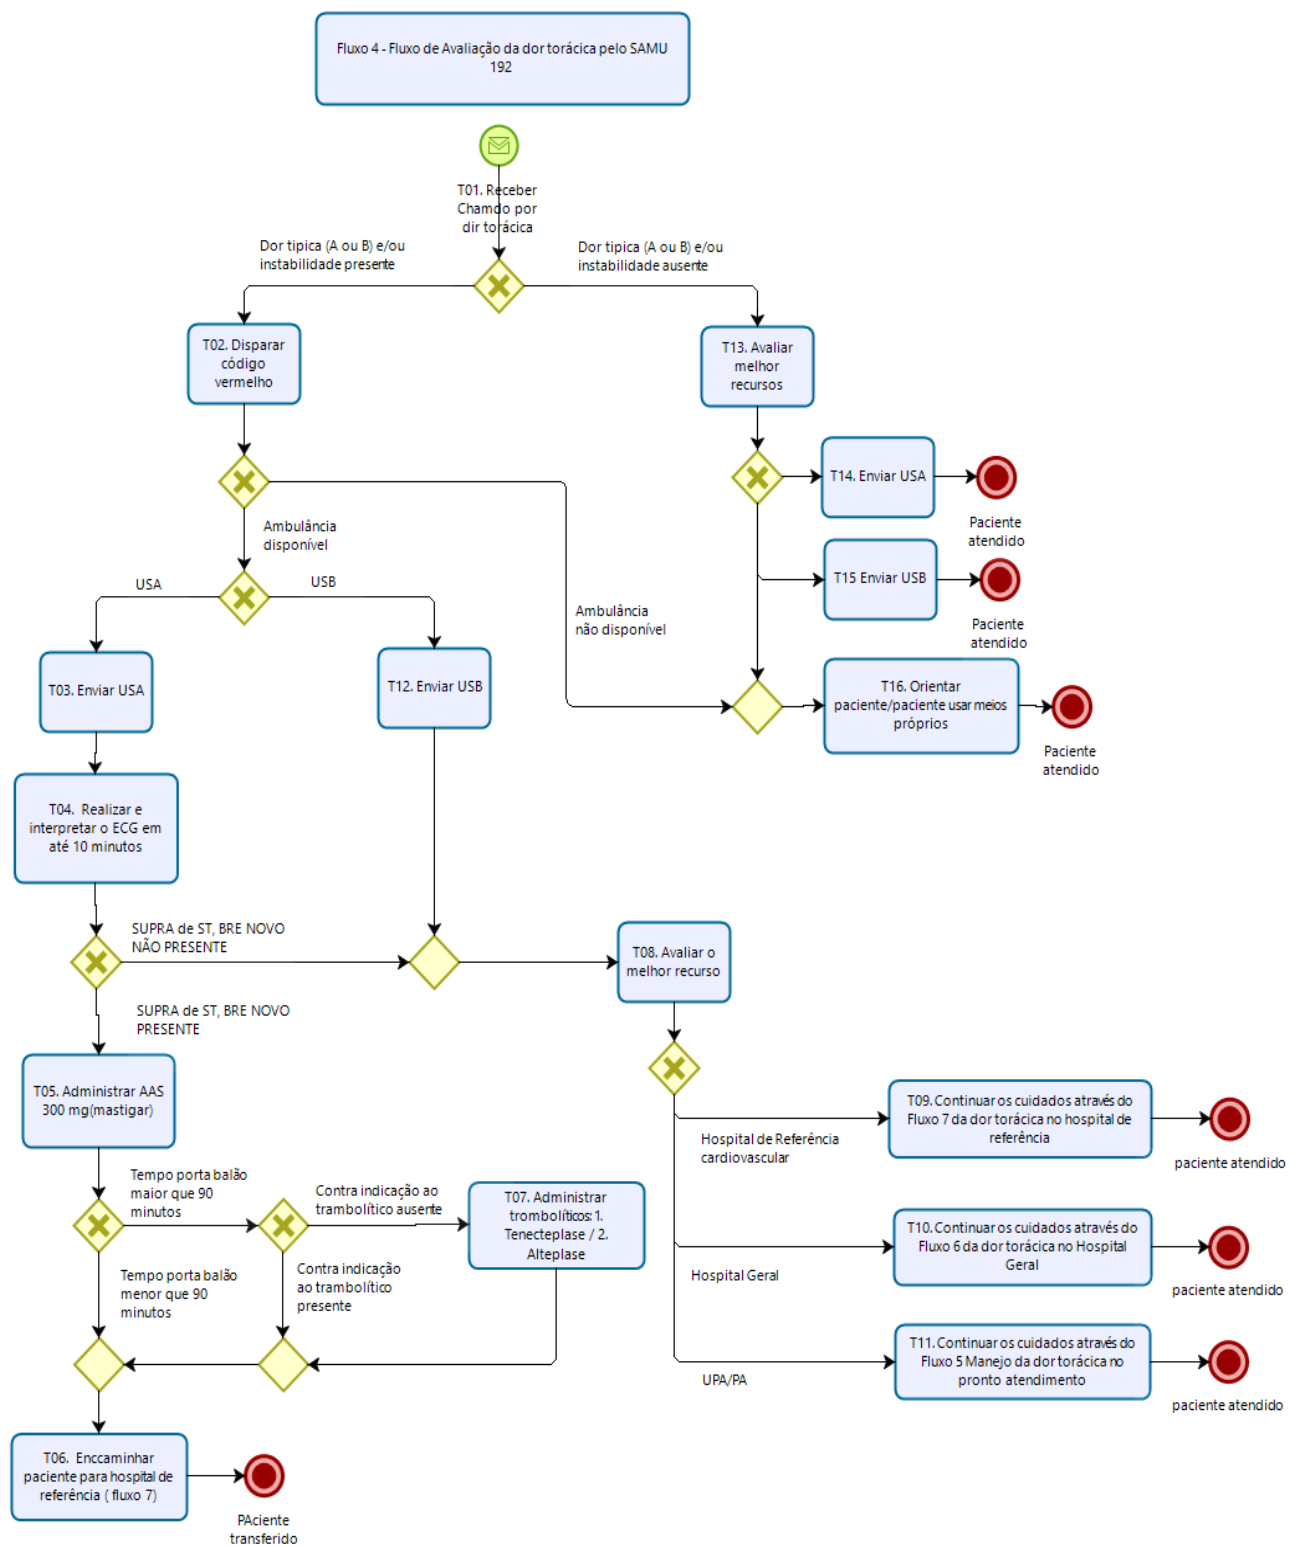 Fluxo 4 - Fluxo de Avaliação da dor torácica pelo SAMU
192
T01. Receber
Chamdo por
dir torácica
Dor tipica (A ou B) e/ou
instabilidade presente
Dor tipica (A ou B) e/ou
instabilidade ausente
T02. Disparar
código
vermelho
T13. Avaliar
melhor
recursos
T14. Enviar USA
Paciente
atendido
Ambulância
disponível
T15 Enviar USB
Paciente
atendido
USA
USB
Ambulância
não disponível
T03. Enviar USA
T12. Enviar USB
T16. Orientar
paciente/paciente usar meios
próprios
Paciente
atendido
T04. Realizar e
interpretar o ECG em
até 10 minutos
SUPRA de ST, BRE NOVO
NÃO PRESENTE
T08. Avaliar o
melhor recurso
SUPRA de ST, BRE NOVO
PRESENTE
T05. Administrar AAS
300 mg(mastigar)
T09. Continuar os cuidados através do
Fluxo 7 da dor torácica no hospital de
referência
Hospital de Referência
cardiovascular
paciente atendido
Tempo porta balão
maior que 90
minutos
Contra indicação ao
trambolítico ausente
T07. Administrar
trombolíticos: 1.
Tenecteplase / 2.
Alteplase
T10. Continuar os cuidados através do
Fluxo 6 da dor torácica no Hospital
Geral
Hospital Geral
paciente atendido
Tempo porta balão
menor que 90
minutos
Contra indicação
ao trambolítico
presente
T11. Continuar os cuidados através do
Fluxo 5 Manejo da dor torácica no
pronto atendimento
UPA/PA
paciente atendido
T06. Enccaminhar
paciente para hospital de
referência ( fluxo 7)
PAciente
transferido